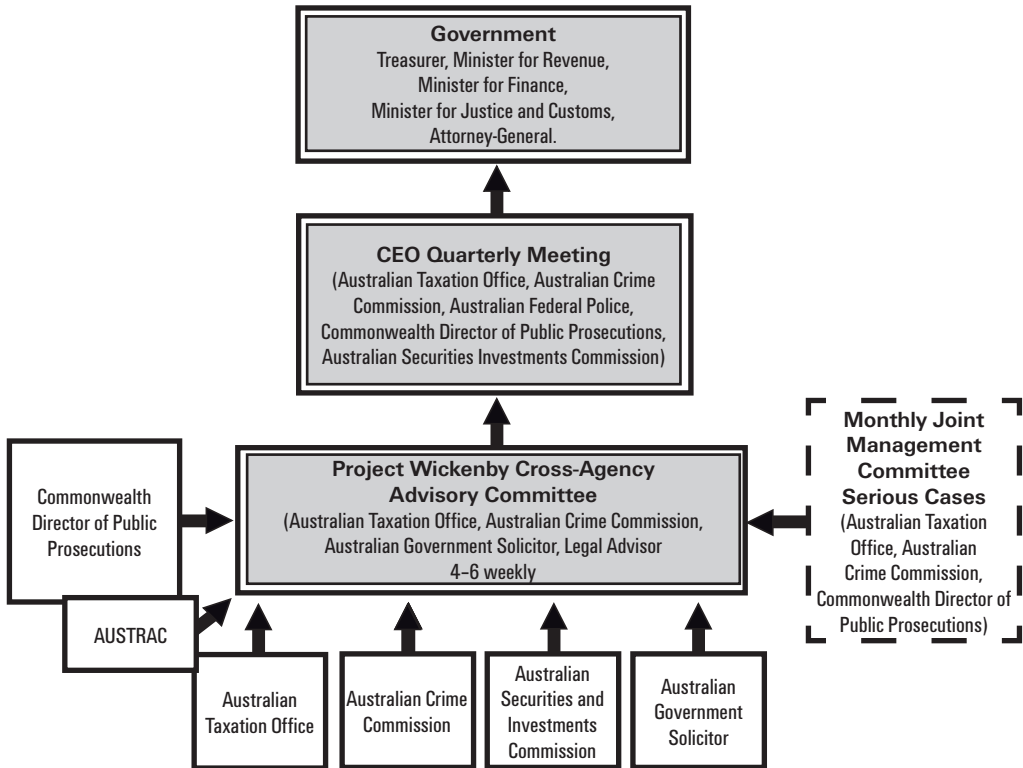 Government
Treasurer, Minister for Revenue,
Minister for Finance,
Minister for Justice and Customs,
Attorney-General.
CEO Quarterly Meeting
(Australian Taxation Office, Australian Crime
Commission, Australian Federal Police,
Commonwealth Director of Public Prosecutions,
Australian Securities Investments Commission)
Project Wickenby Cross-Agency
Advisory Committee
(Australian Taxation Office, Australian Crime Commission,
Australian Government Solicitor, Legal Advisor
4–6 weekly
Monthly Joint
Management
Committee
Serious Cases
(Australian Taxation
Office, Australian
Crime Commission,
Commonwealth Director of
Public Prosecutions)
Commonwealth
Director of Public
Prosecutions
AUSTRAC
Australian
Taxation Office
Australian Crime
Commission
Australian
Securities and
Investments
Commission
Australian
Government
Solicitor